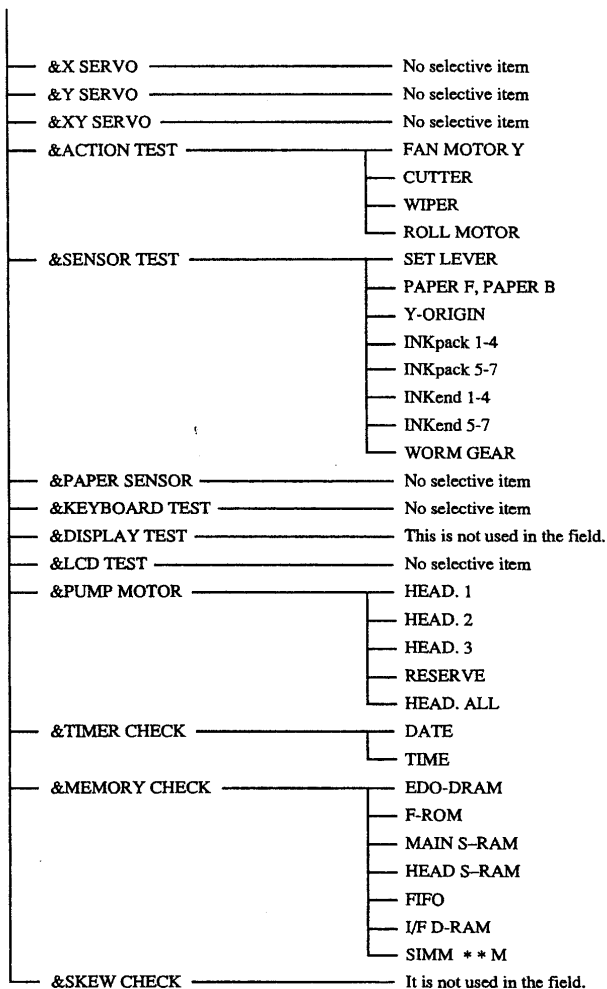 &X SERVO No selective item
&Y SERVO No selective item
&XY SERVO No selective item
&ACTION TEST FAN MOTOR Y
CUTTER
WIPER
ROLL MOTOR
&SENSOR TEST SET LEVER
PAPER F, PAPER B
Y-ORIGIN
INKpack 1-4
INKpack 5-7
INKend 1-4
INKend 5-7
WORM GEAR
&PAPER SENSOR No selective item
&KEYBOARD TEST No selective item
&DISPLAY TEST This is not used in the field.
&LCD TEST No selective item
&PUMP MOTOR HEAD. 1
HEAD. 2
HEAD. 3
RESERVE
HEAD. ALL
&TIMER CHECK DATE
TIME
&MEMORY CHECK EDO-DRAM
F-ROM
MAIN S–RAM
HEAD S–RAM
FIFO
I/F D-RAM
SIMM ＊＊M
&SKEW CHECK It is not used in the field.